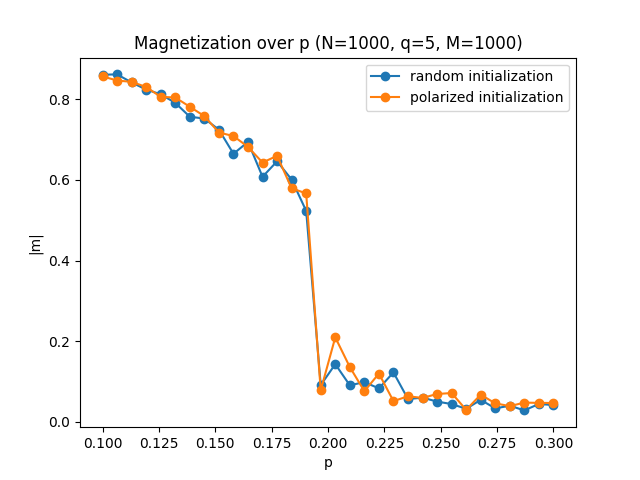 Magnetization over p (N=1000, q=5, M=1000)
random initialization
polarized initialization
|m|
0.8
0.6
0.4
0.2
0.0
0.100 0.125 0.150 0.175 0.200 0.225 0.250 0.275 0.300
p